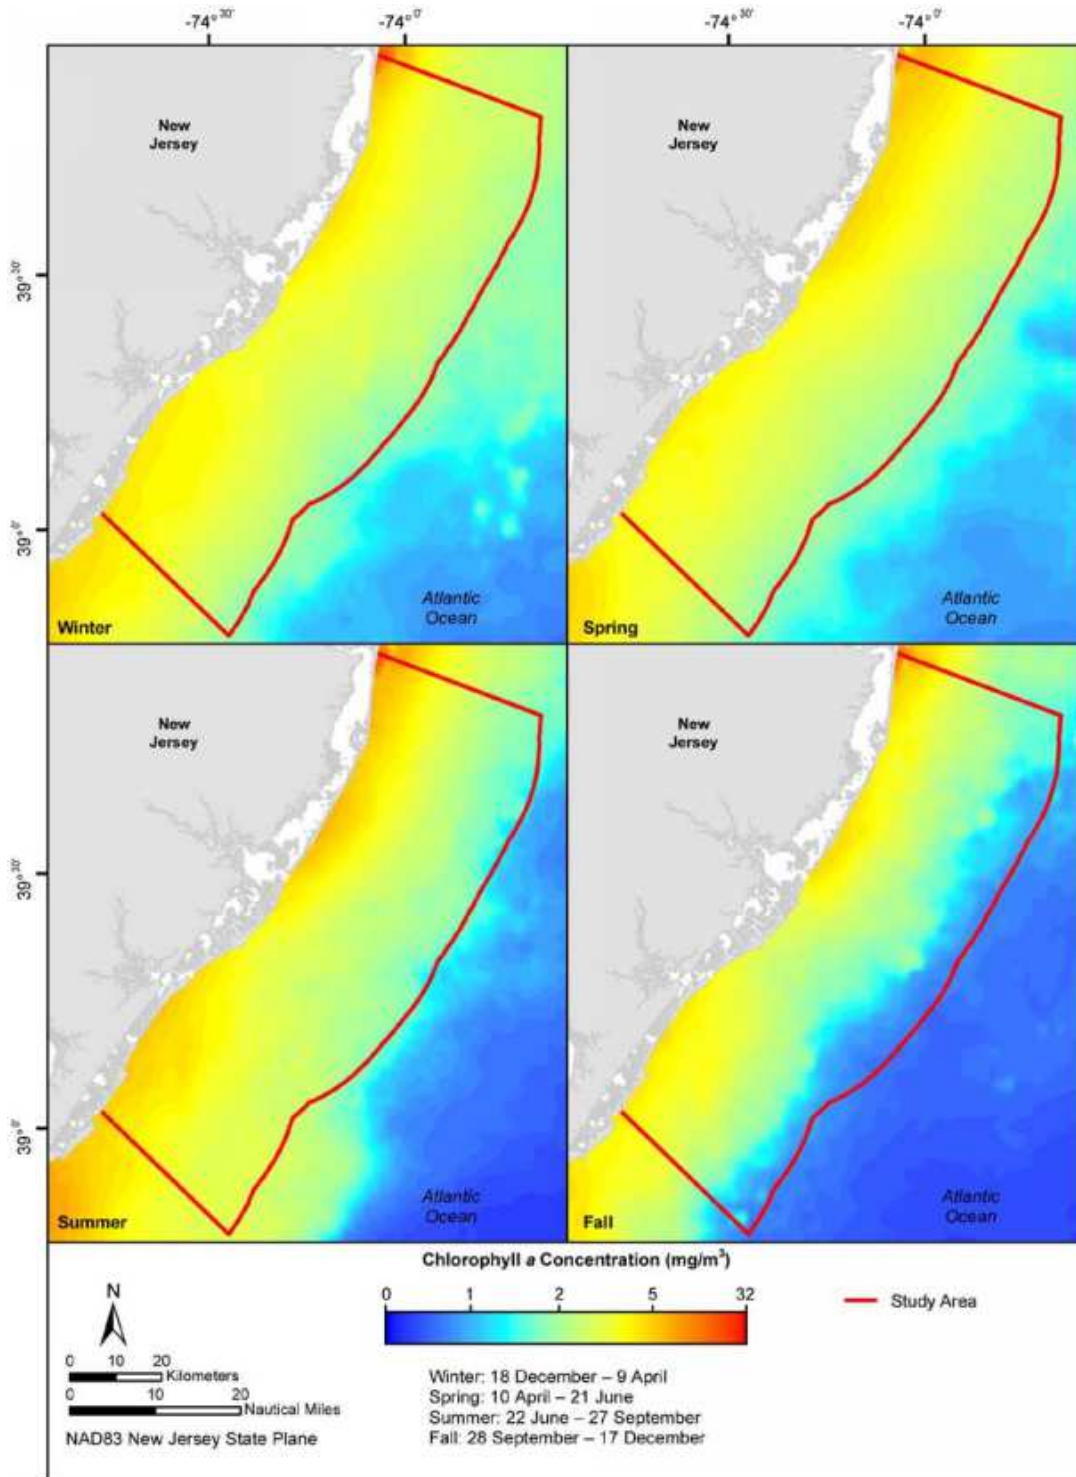 -74° 30'
-74° 0'
-74° 30'
-74° 0'
New
Jersey
New
Jersey
39° 30'
39° 0'
Atlantic
Ocean
Atlantic
Ocean
Winter
Spring
New
Jersey
New
Jersey
39° 30'
39° 0'
Atlantic
Ocean
Atlantic
Ocean
Summer
Fall
Chlorophyll a Concentration (mg/m³)
N
0 1 2 5 32
Study Area
0 10 20
Kilometers
0 10 20
Nautical Miles
NAD83 New Jersey State Plane
Winter: 18 December – 9 April
Spring: 10 April – 21 June
Summer: 22 June – 27 September
Fall: 28 September – 17 December